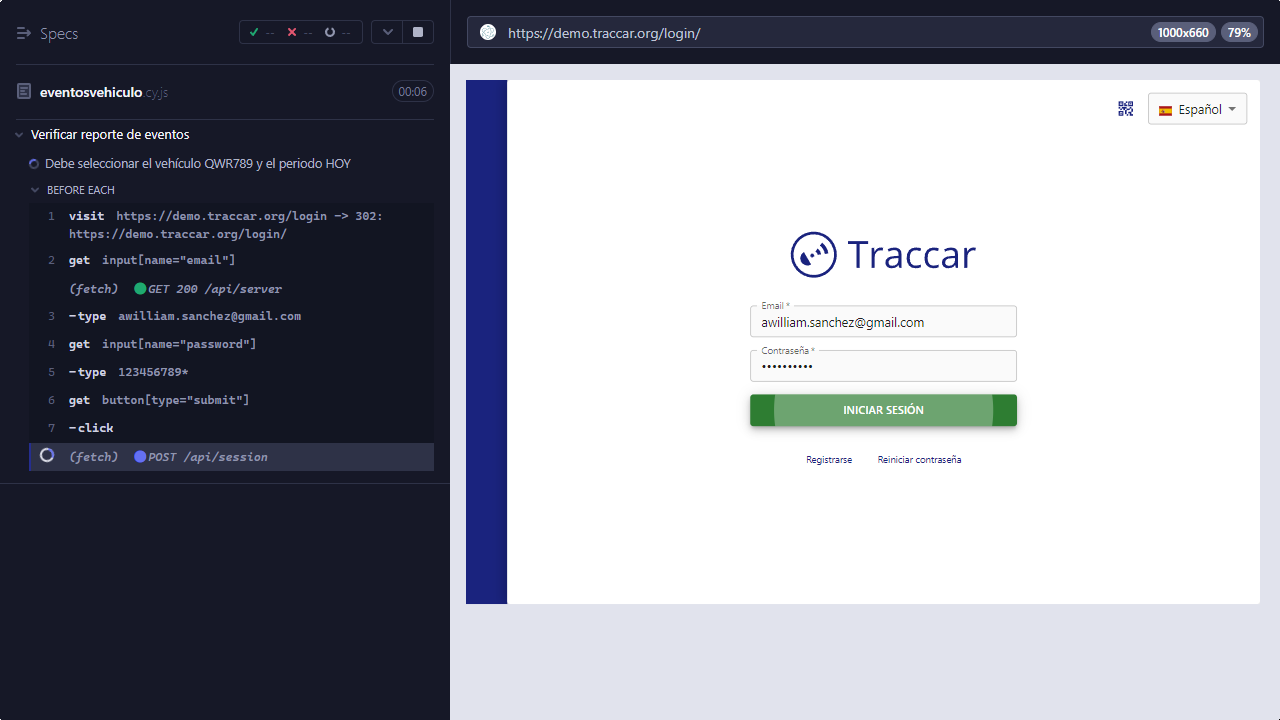 Specs
-- -- --
eventosvehiculo.cy.js 00:06
Verificar reporte de eventos
Debe seleccionar el vehículo QWR789 y el periodo HOY
BEFORE EACH
1 visit https://demo.traccar.org/login -> 302:
https://demo.traccar.org/login/
2 get input[name="email"]
(fetch) GET 200 /api/server
3 -type awilliam.sanchez@gmail.com
4 get input[name="password"]
5 -type 123456789*
6 get button[type="submit"]
7 -click
(fetch) POST /api/session
https://demo.traccar.org/login/ 1000x660 79%
Español
Traccar
Email *
awilliam.sanchez@gmail.com
Contraseña *
••••••••••
INICIAR SESIÓN
Registrarse Reiniciar contraseña